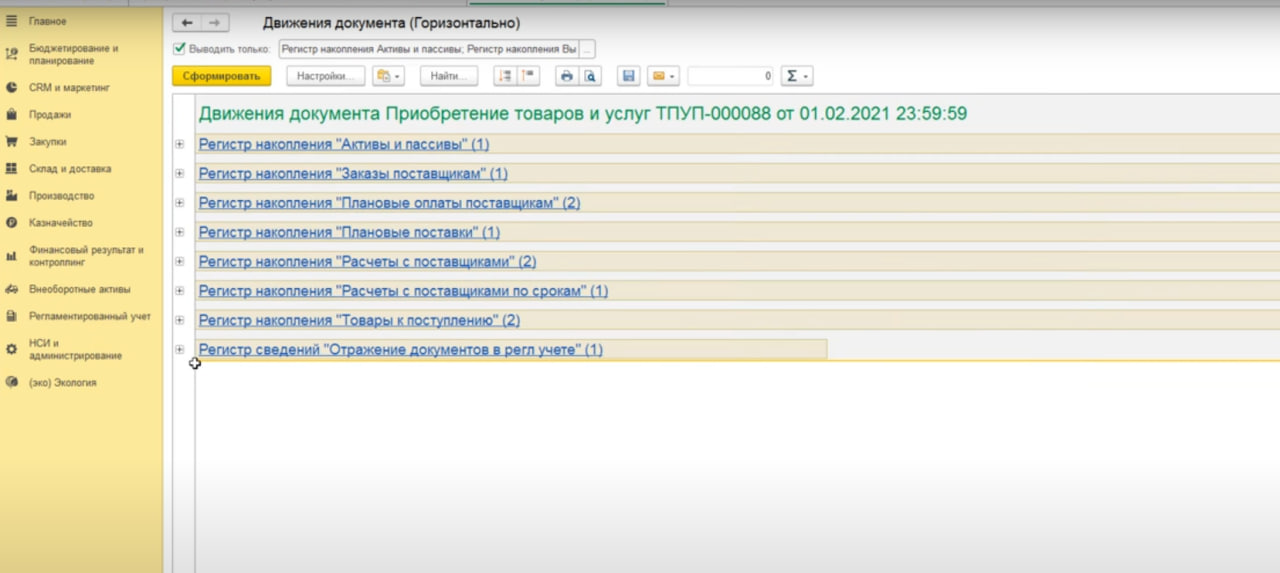 Главное
Бюджетирование и
планирование
CRM и маркетинг
Продажи
Закупки
Склад и доставка
Производство
Казначейство
Финансовый результат и
контроллинг
Внеоборотные активы
Регламентированный учет
НСИ и
администрирование
(эко) Экология
Движения документа (Горизонтально)
Выводить только: Регистр накопления Активы и пассивы; Регистр накопления Вы ...
Сформировать Настройки... Найти... 0 Σ
Движения документа Приобретение товаров и услуг ТПУП-000088 от 01.02.2021 23:59:59
Регистр накопления "Активы и пассивы" (1)
Регистр накопления "Заказы поставщикам" (1)
Регистр накопления "Плановые оплаты поставщикам" (2)
Регистр накопления "Плановые поставки" (1)
Регистр накопления "Расчеты с поставщиками" (2)
Регистр накопления "Расчеты с поставщиками по срокам" (1)
Регистр накопления "Товары к поступлению" (2)
Регистр сведений "Отражение документов в регл учете" (1)